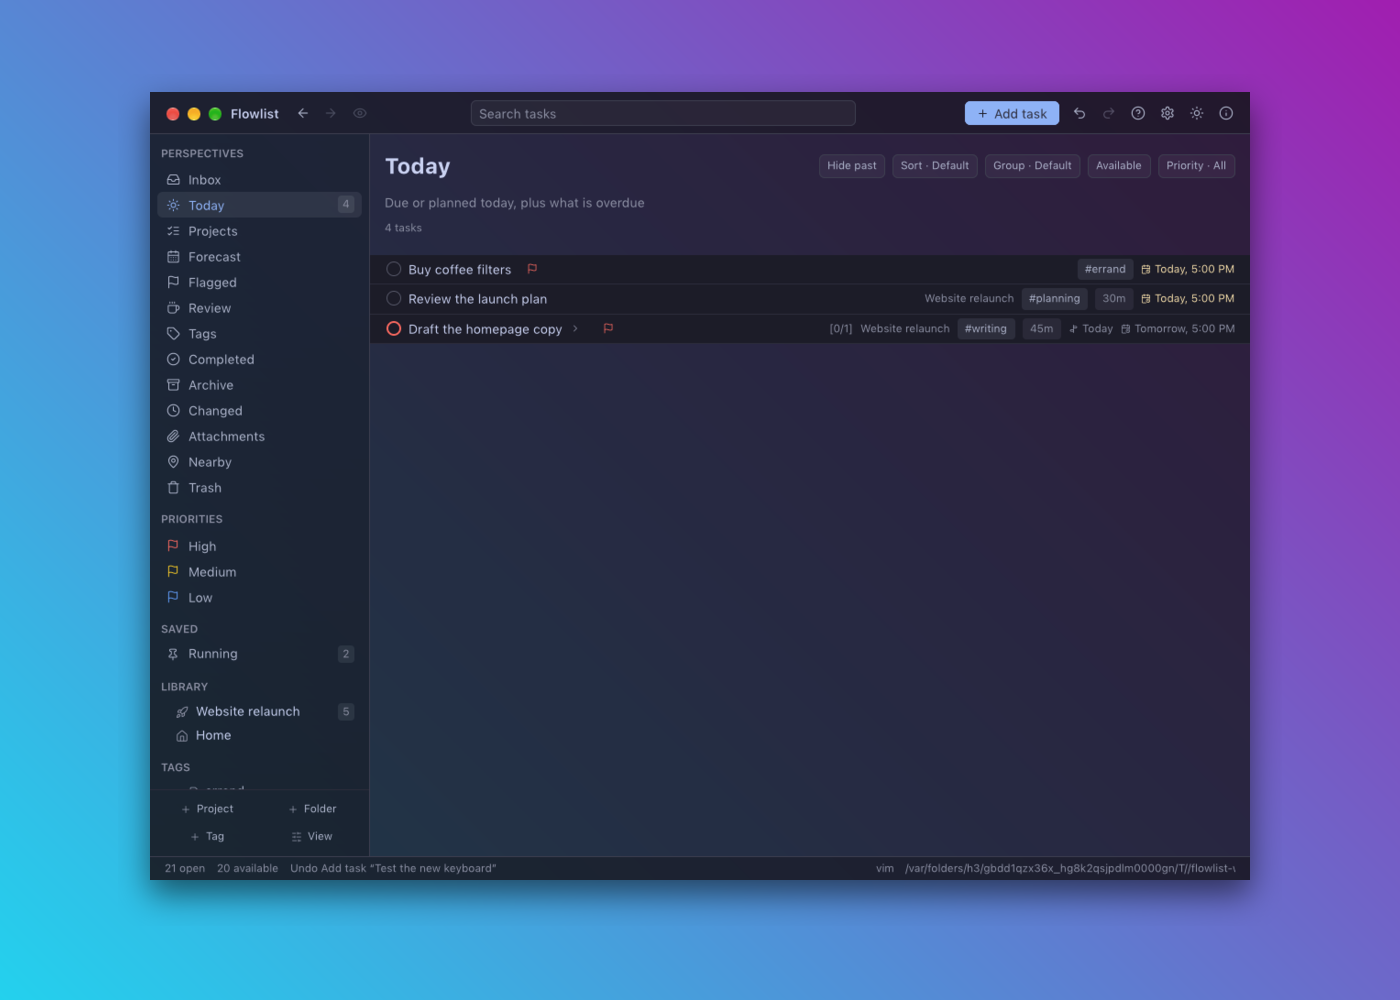 Flowlist
Search tasks
+ Add task
PERSPECTIVES
Inbox
Today 4
Projects
Forecast
Flagged
Review
Tags
Completed
Archive
Changed
Attachments
Nearby
Trash
PRIORITIES
High
Medium
Low
SAVED
Running 2
LIBRARY
Website relaunch 5
Home
TAGS
+ Project + Folder
+ Tag View
Today
Hide past Sort · Default Group · Default Available Priority · All
Due or planned today, plus what is overdue
4 tasks
Buy coffee filters #errand Today, 5:00 PM
Review the launch plan Website relaunch #planning 30m Today, 5:00 PM
Draft the homepage copy [0/1] Website relaunch #writing 45m Today Tomorrow, 5:00 PM
21 open 20 available Undo Add task “Test the new keyboard” vim /var/folders/h3/gbdd1qzx36x_hg8k2qsjpdlm0000gn/T//flowlist-